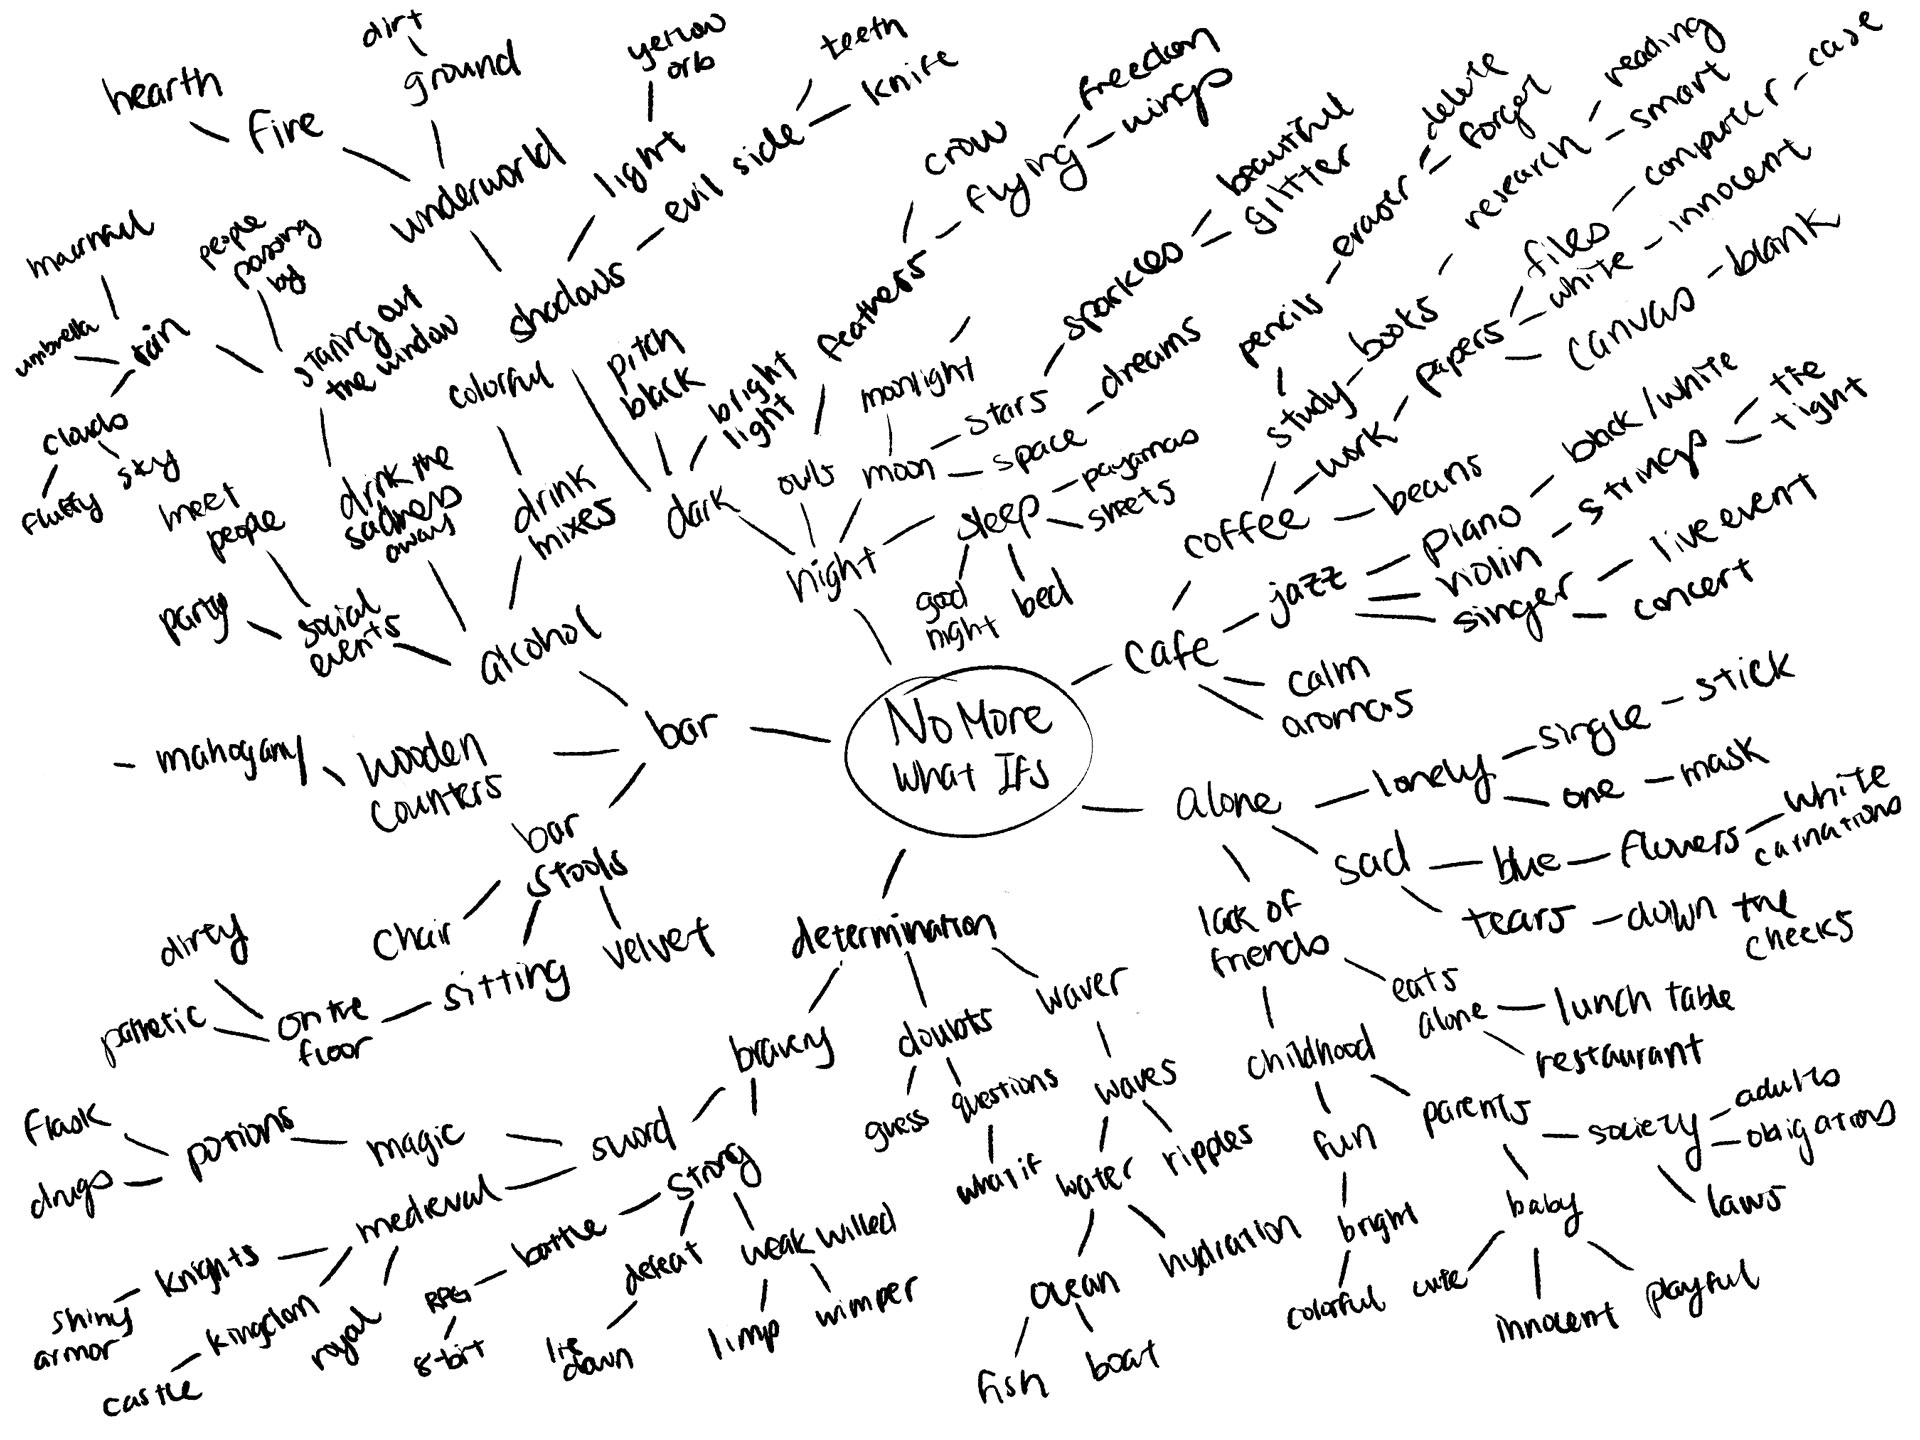 dirt
yellow
orb
teeth
hearth
ground
knife
freedom
fire
wings
crow
flying
delete
forget
reading
smart
case
light
evil side
underworld
beautiful
glitter
research
computer
innocent
mournful
people
passing
by
feathers
sparkles
eraser
files
white
blank
umbrella
rain
staring out
the window
shadows
pitch
black
bright
light
moonlight
dreams
pencils
books
papers
canvas
colorful
stars
study
work
black/white
tie
tight
clouds
sky
fluffy
meet
people
drink the
sadness
away
drink
mixes
dark
owls
moon
space
sleep
payamas
sheets
coffee
beans
strings
night
good
night
bed
piano
violin
singer
live event
concert
party
social
events
alcohol
jazz
cafe
calm
aromas
mahogany
wooden
counters
bar
No More
What Ifs
alone
lonely
single
stick
one
mask
bar
stools
sad
blue
flowers
white
carnations
tears
down the
cheeks
dirty
chair
velvet
determination
lack of
friends
pathetic
on the
floor
sitting
waver
eats
alone
lunch table
restaurant
bravery
doubts
childhood
flask
potions
magic
sword
guess
questions
waves
parents
society
adults
obligations
drugs
medieval
strong
what if
water
ripples
fun
laws
knights
battle
defeat
weak willed
hydration
bright
baby
shiny
armor
kingdom
royal
RPG
8-bit
lie
down
limp
wimper
ocean
colorful
cute
innocent
playful
castle
fish
boat